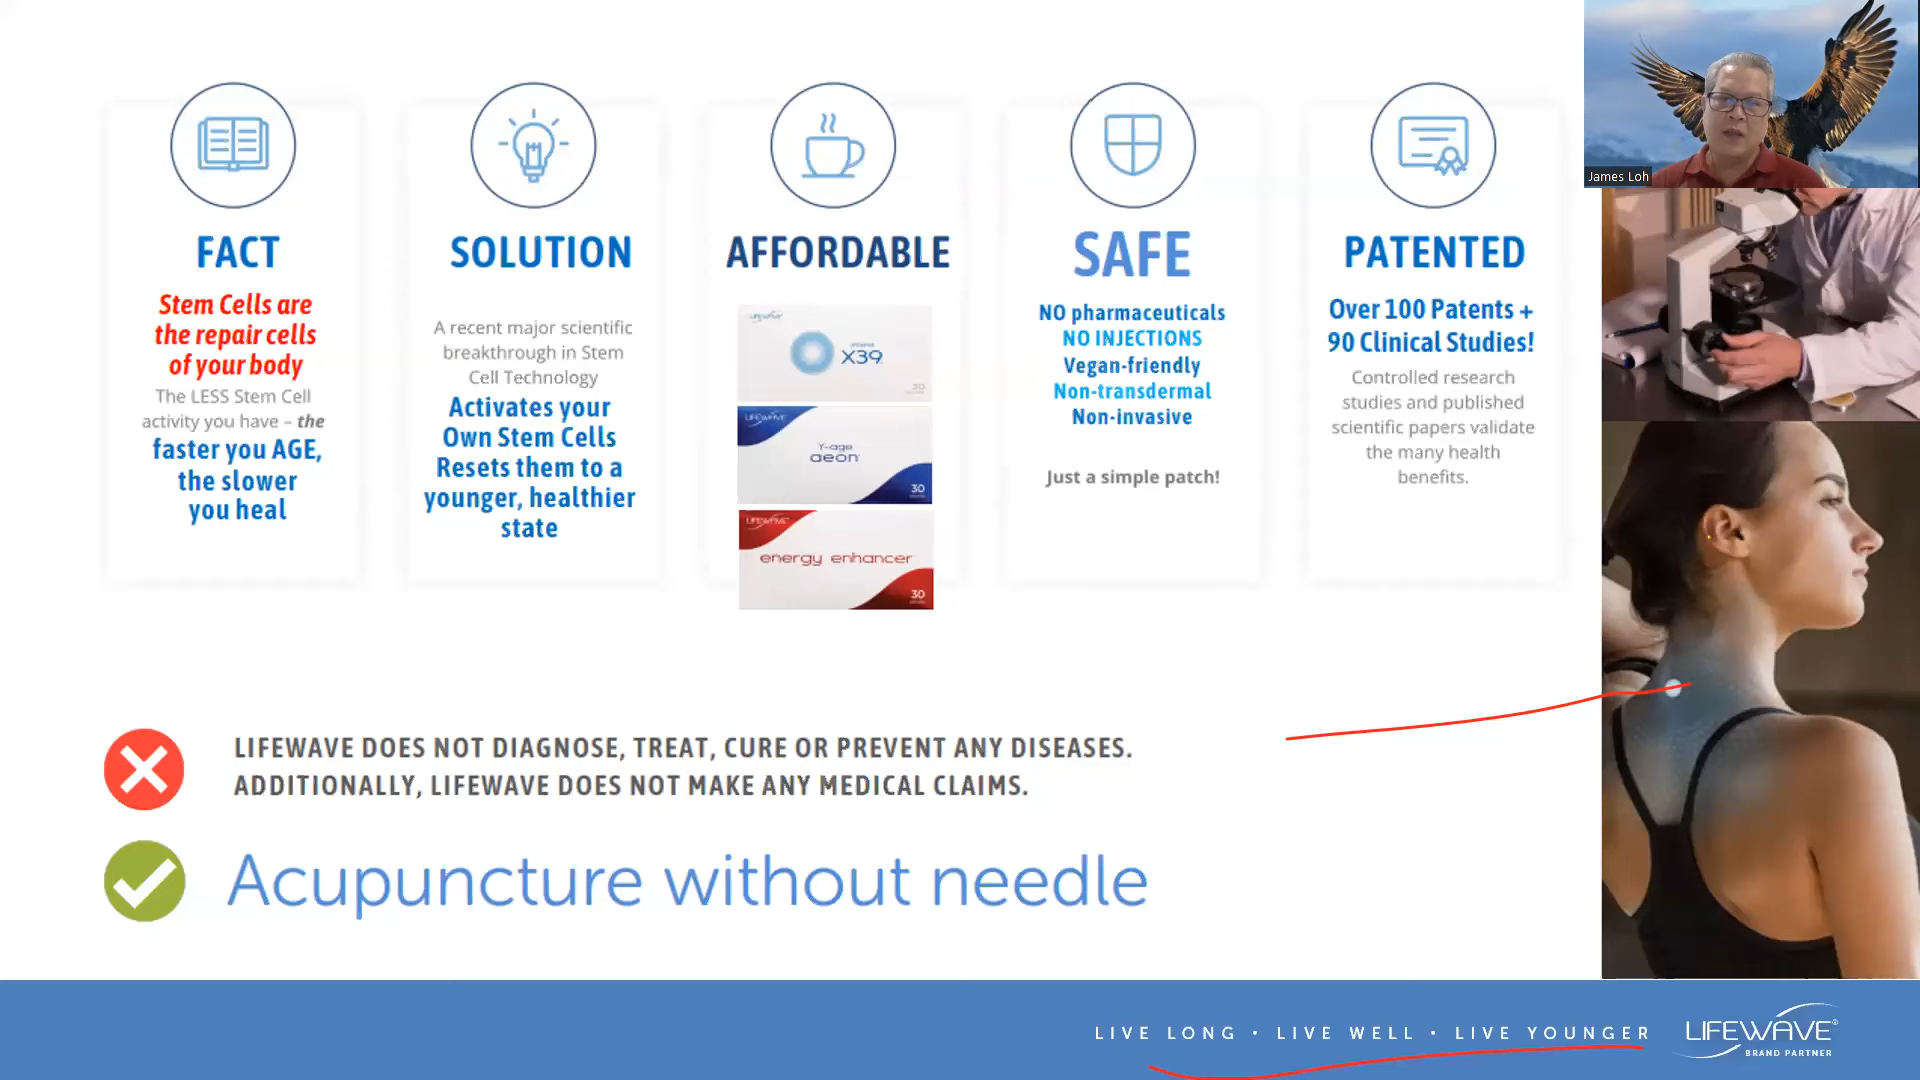 FACT
Stem Cells are
the repair cells
of your body
The LESS Stem Cell
activity you have – the
faster you AGE,
the slower
you heal
SOLUTION
A recent major scientific
breakthrough in Stem
Cell Technology
Activates your
Own Stem Cells
Resets them to a
younger, healthier
state
AFFORDABLE
LIFEWAVE
X39
30
LIFEWAVE
Y-age
aeon
30
LIFEWAVE
energy enhancer
30
SAFE
NO pharmaceuticals
NO INJECTIONS
Vegan-friendly
Non-transdermal
Non-invasive
Just a simple patch!
PATENTED
Over 100 Patents +
90 Clinical Studies!
Controlled research
studies and published
scientific papers validate
the many health
benefits.
James Loh
LIFEWAVE DOES NOT DIAGNOSE, TREAT, CURE OR PREVENT ANY DISEASES.
ADDITIONALLY, LIFEWAVE DOES NOT MAKE ANY MEDICAL CLAIMS.
Acupuncture without needle
LIVE LONG • LIVE WELL • LIVE YOUNGER
LIFEWAVE®
BRAND PARTNER